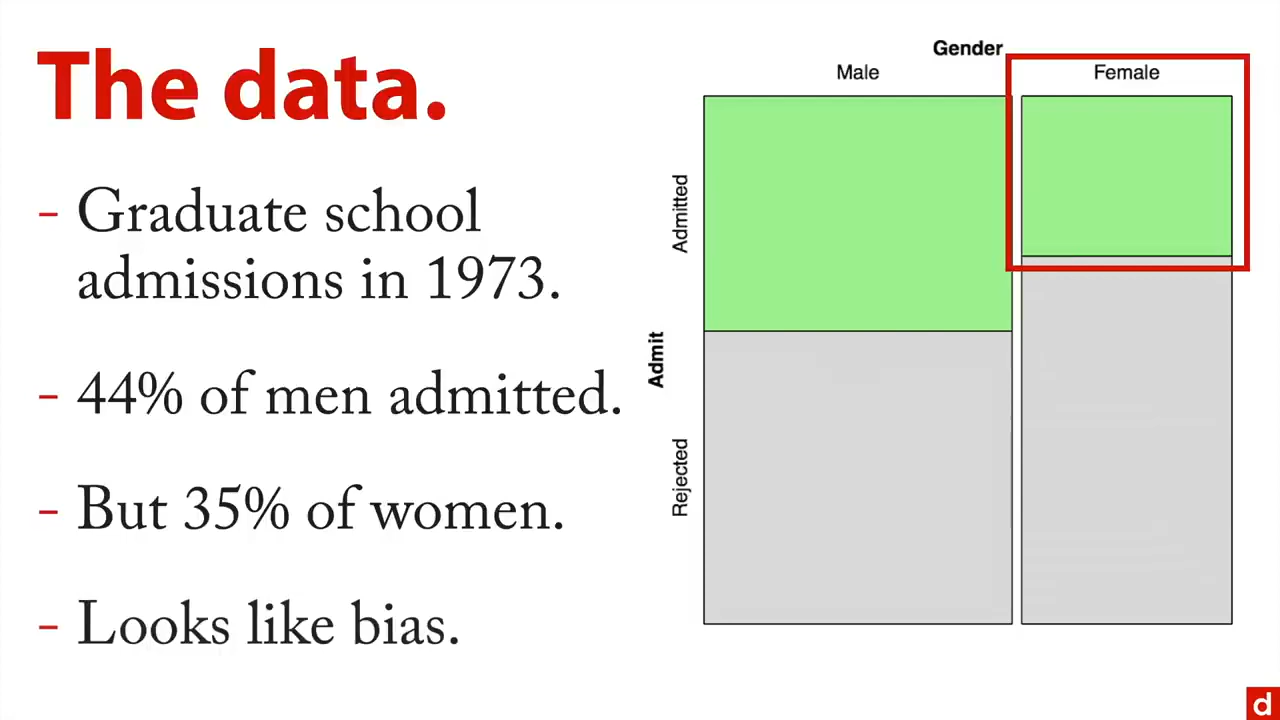 The data.
- Graduate school
admissions in 1973.
- 44% of men admitted.
- But 35% of women.
- Looks like bias.
Gender
Male
Female
Admit
Admitted
Rejected
d